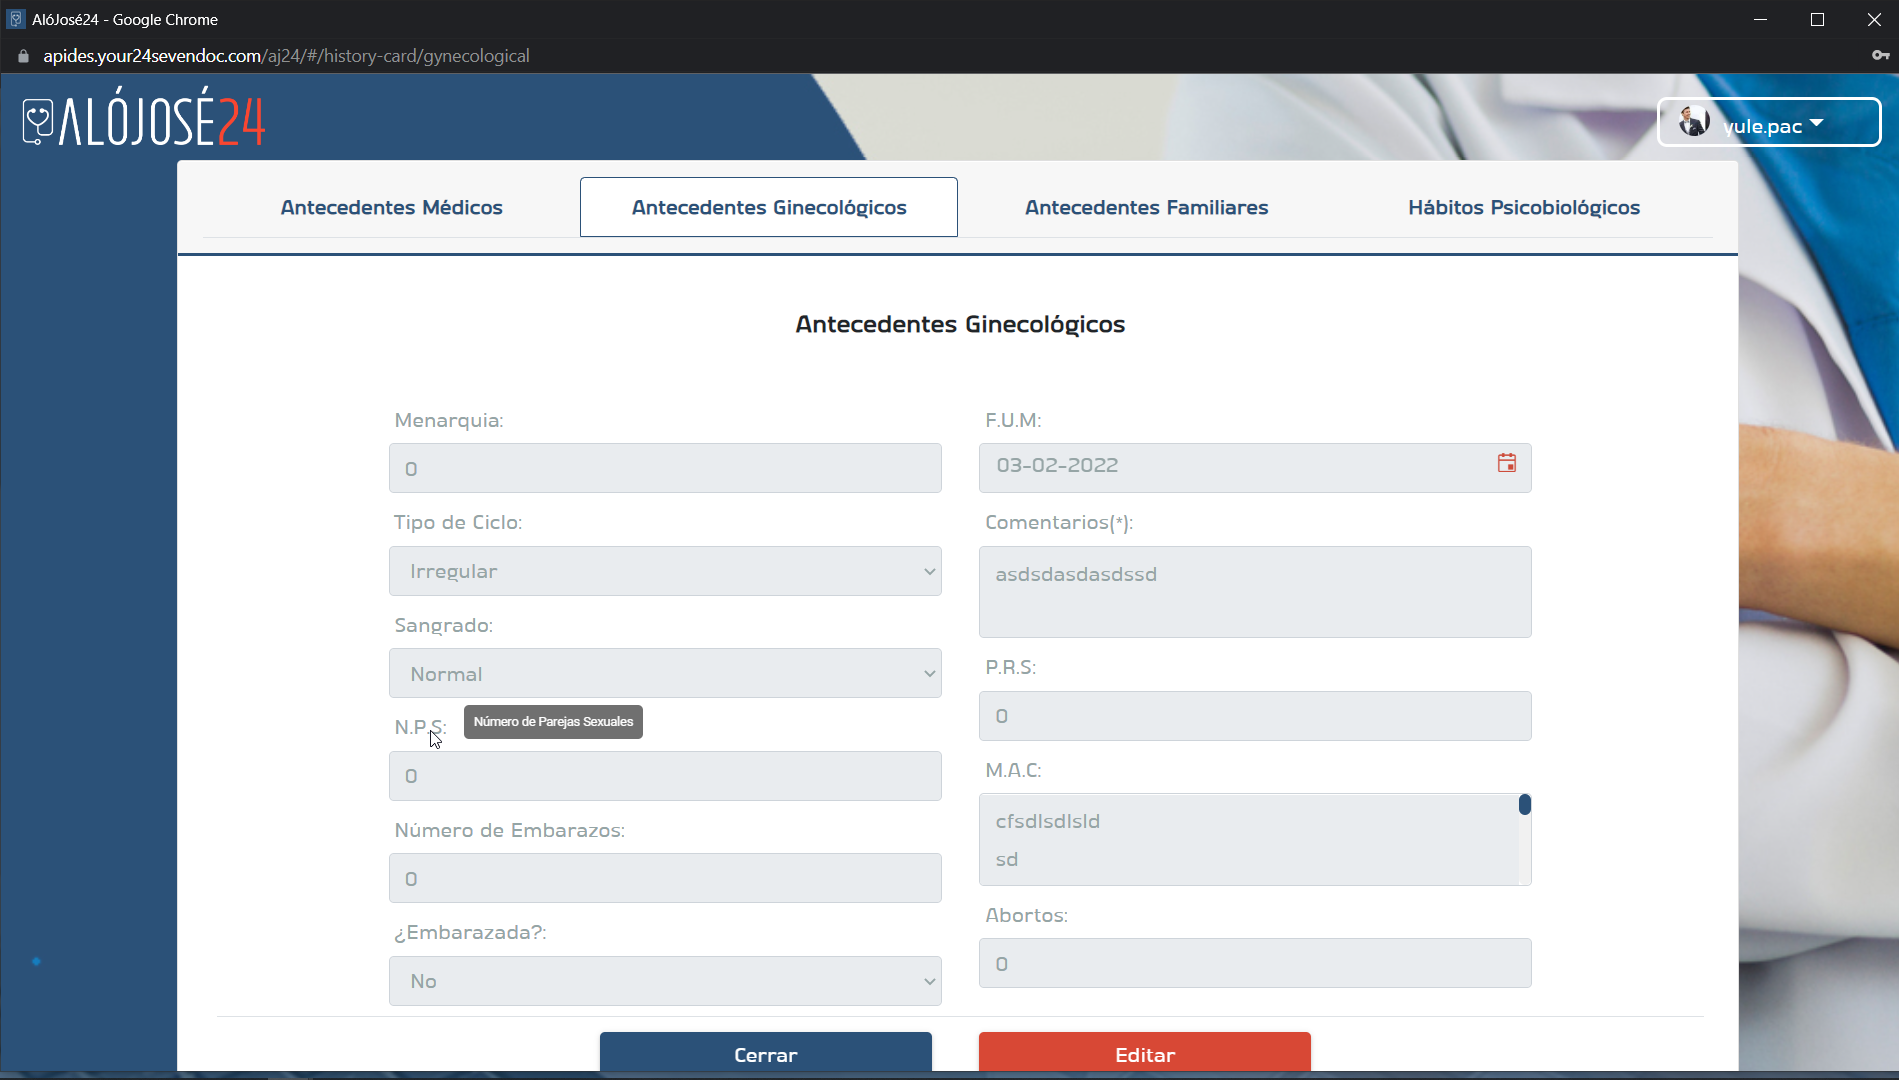 AlóJosé24 - Google Chrome
apides.your24sevendoc.com/aj24/#/history-card/gynecological
ALÓJOSÉ24
yule.pac
Antecedentes Médicos
Antecedentes Ginecológicos
Antecedentes Familiares
Hábitos Psicobiológicos
Antecedentes Ginecológicos
Menarquia:
0
Tipo de Ciclo:
Irregular
Sangrado:
Normal
N.P.S:
Número de Parejas Sexuales
0
Número de Embarazos:
0
¿Embarazada?:
No
F.U.M:
03-02-2022
Comentarios(*):
asdsdasdasdssd
P.R.S:
0
M.A.C:
cfsdlsdlsld
sd
Abortos:
0
Cerrar
Editar